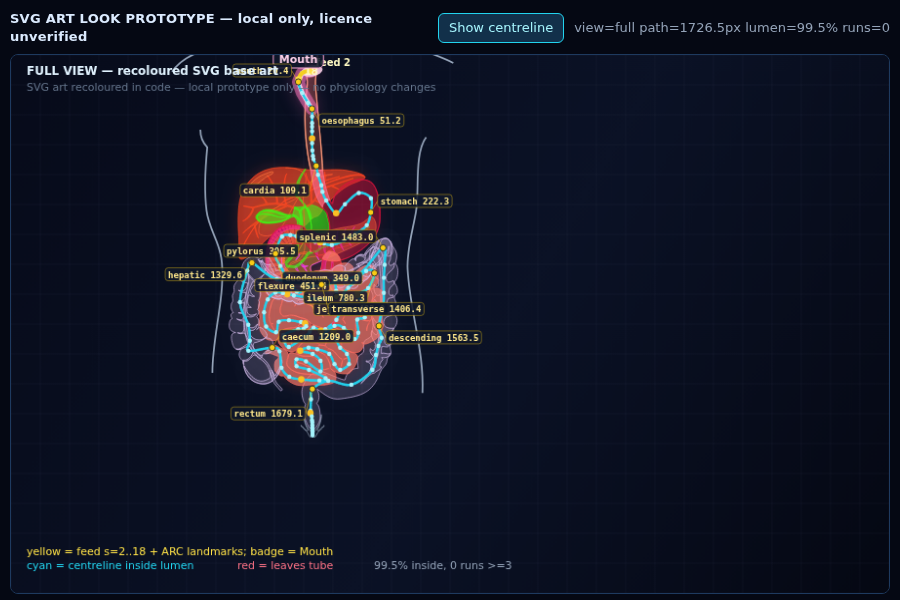 SVG ART LOOK PROTOTYPE — local only, licence unverified
Show centreline
view=full path=1726.5px lumen=99.5% runs=0
FULL VIEW — recoloured SVG base art
SVG art recoloured in code — local prototype only no physiology changes
Mouth
eed 2
oesophagus 51.2
cardia 109.1
stomach 222.3
splenic 1483.0
pylorus
hepatic 1329.6
duodenum 349.0
flexure 451.
ileum 780.3
je
transverse 1406.4
caecum 1209.0
descending 1563.5
rectum 1679.1
yellow = feed s=2..18 + ARC landmarks; badge = Mouth
cyan = centreline inside lumen
red = leaves tube
99.5% inside, 0 runs >=3